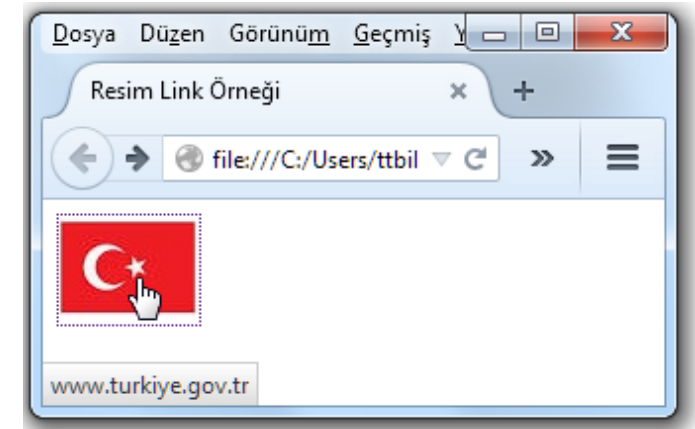 Dosya Düzen Görünüm Geçmiş Y
Resim Link Örneği
file:///C:/Users/ttbil
www.turkiye.gov.tr